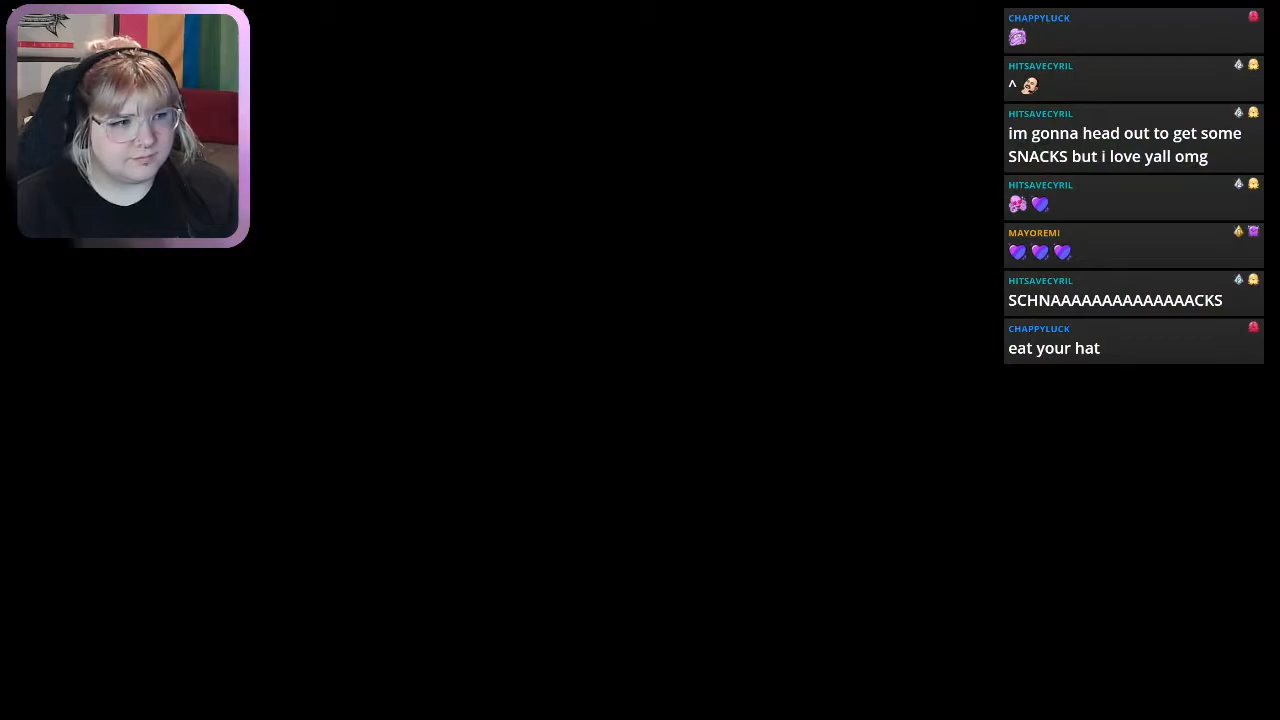 CHAPPYLUCK
HITSAVECYRIL
^
HITSAVECYRIL
im gonna head out to get some
SNACKS but i love yall omg
HITSAVECYRIL
MAYOREMI
HITSAVECYRIL
SCHNAAAAAAAAAAAAAACKS
CHAPPYLUCK
eat your hat